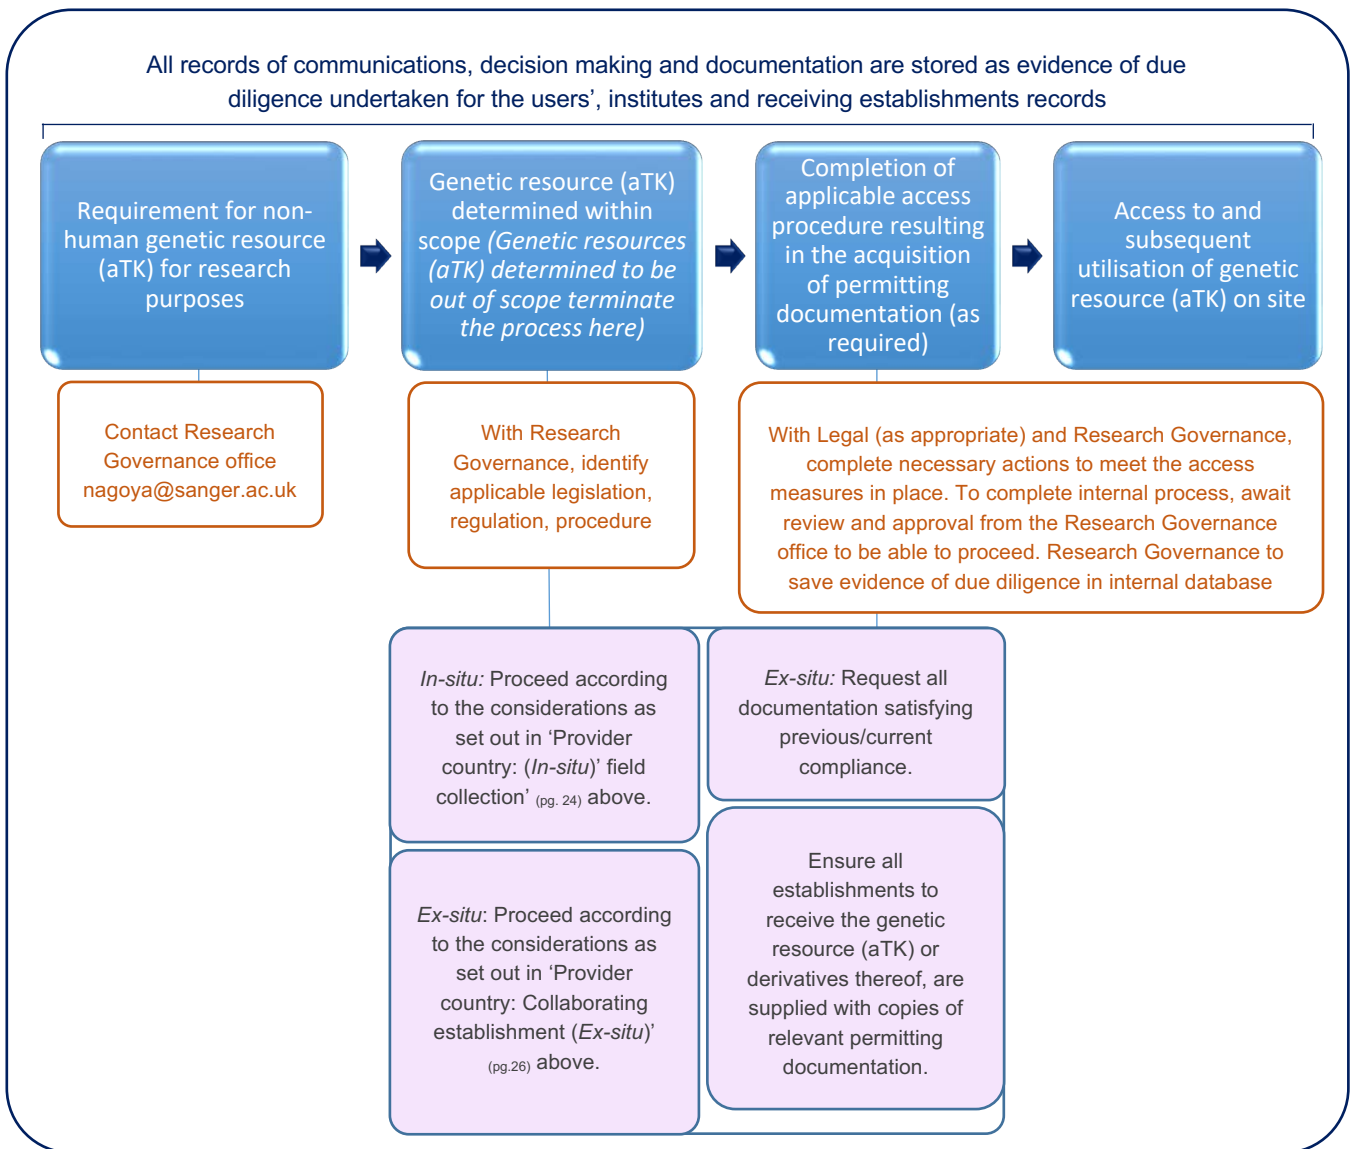 All records of communications, decision making and documentation are stored as evidence of due
diligence undertaken for the users’, institutes and receiving establishments records
Requirement for non-
human genetic resource
(aTK) for research
purposes
Genetic resource (aTK)
determined within
scope (Genetic resources
(aTK) determined to be
out of scope terminate
the process here)
Completion of
applicable access
procedure resulting
in the acquisition
of permitting
documentation (as
required)
Access to and
subsequent
utilisation of genetic
resource (aTK) on site
Contact Research
Governance office
nagoya@sanger.ac.uk
With Research
Governance, identify
applicable legislation,
regulation, procedure
With Legal (as appropriate) and Research Governance,
complete necessary actions to meet the access
measures in place. To complete internal process, await
review and approval from the Research Governance
office to be able to proceed. Research Governance to
save evidence of due diligence in internal database
In-situ: Proceed according
to the considerations as
set out in ‘Provider
country: (In-situ)’ field
collection’ (pg. 24) above.
Ex-situ: Request all
documentation satisfying
previous/current
compliance.
Ex-situ: Proceed according
to the considerations as
set out in ‘Provider
country: Collaborating
establishment (Ex-situ)’
(pg.26) above.
Ensure all
establishments to
receive the genetic
resource (aTK) or
derivatives thereof, are
supplied with copies of
relevant permitting
documentation.